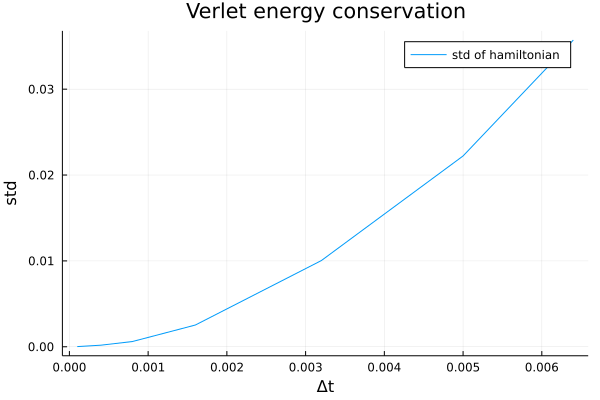 Verlet energy conservation
std of hamiltonian
std
0.03
0.02
0.01
0.00
0.000 0.001 0.002 0.003 0.004 0.005 0.006
Δt